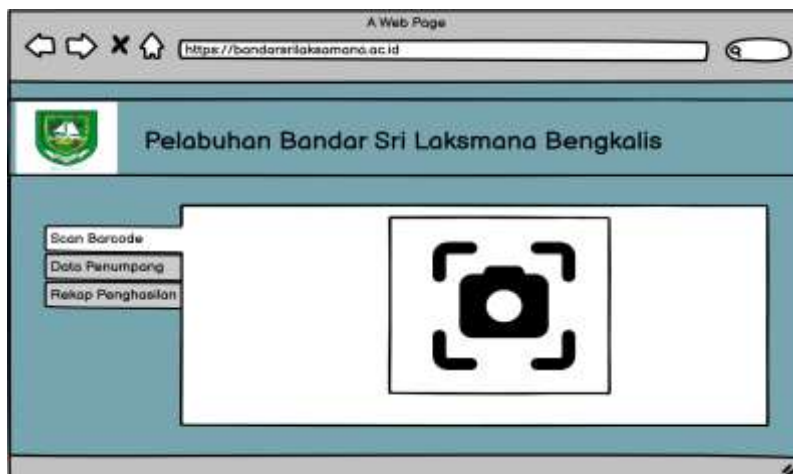 A Web Page
https://bandarsrilaksamana.ac.id
Pelabuhan Bandar Sri Laksmana Bengkalis
Scan Barcode
Data Penumpang
Rekap Penghasilan